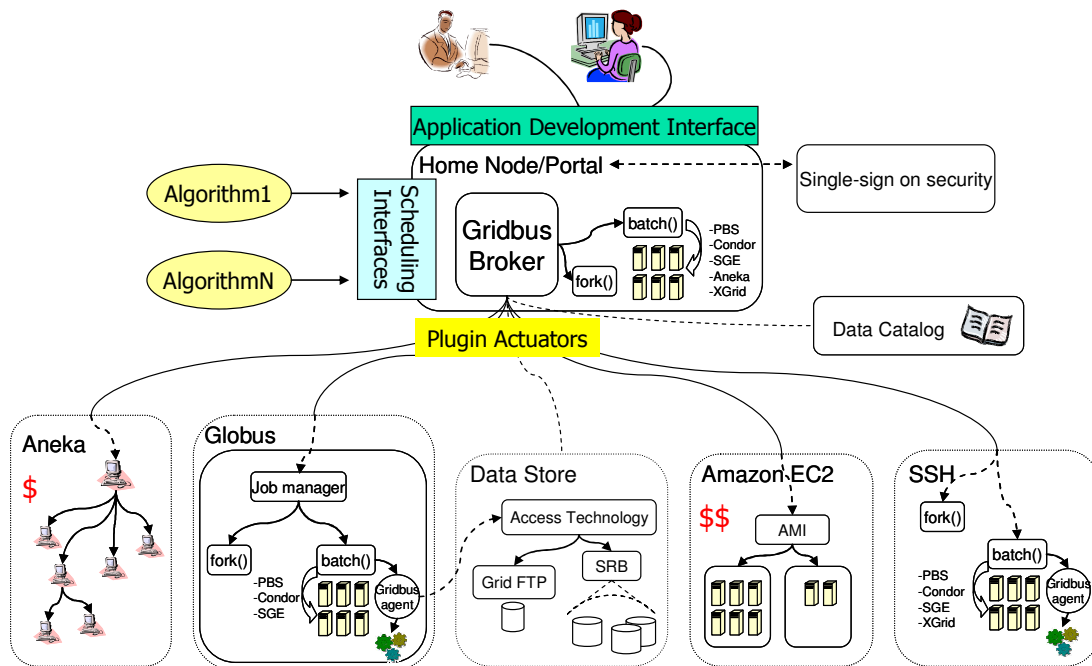 Application Development Interface
Home Node/Portal
Single-sign on security
Algorithm1
AlgorithmN
Scheduling
Interfaces
Gridbus
Broker
batch()
fork()
-PBS
-Condor
-SGE
-Aneka
-XGrid
Data Catalog
Plugin Actuators
Aneka
$
Globus
Job manager
fork()
batch()
-PBS
-Condor
-SGE
Gridbus
agent
Data Store
Access Technology
Grid FTP
SRB
Amazon EC2
$$
AMI
SSH
fork()
batch()
-PBS
-Condor
-SGE
-XGrid
Gridbus
agent